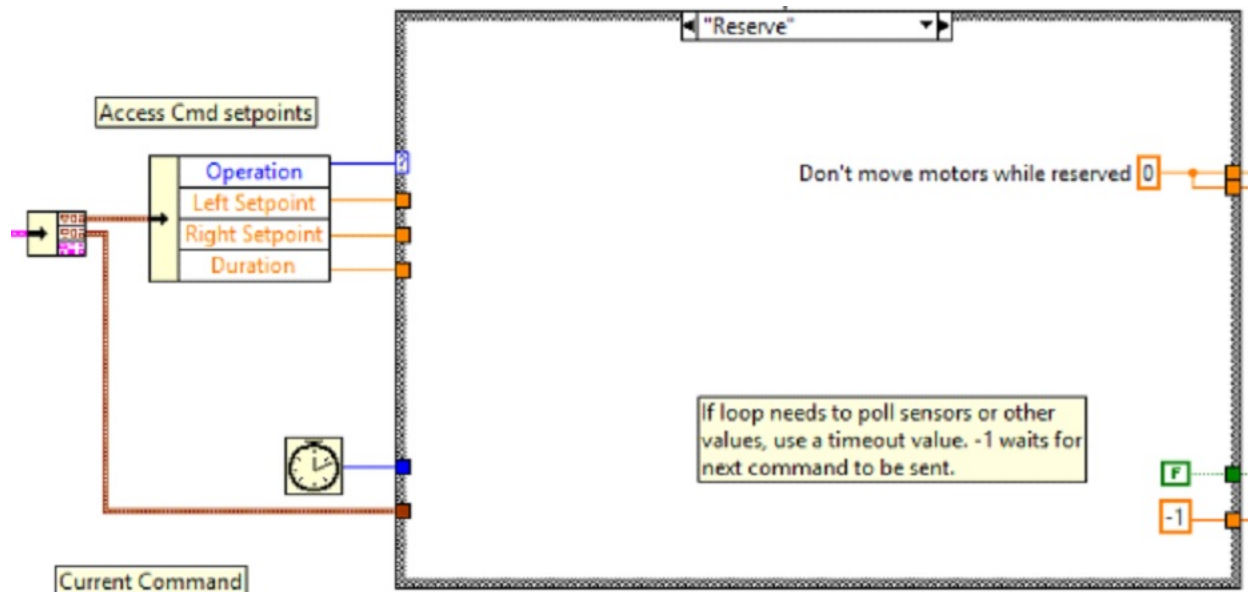 "Reserve"
Access Cmd setpoints
Operation
Left Setpoint
Right Setpoint
Duration
Don't move motors while reserved 0
If loop needs to poll sensors or other
values, use a timeout value. -1 waits for
next command to be sent.
?
F
-1
Current Command